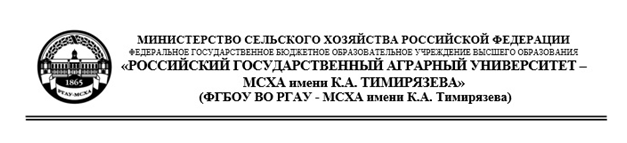 МИНИСТЕРСТВО СЕЛЬСКОГО ХОЗЯЙСТВА РОССИЙСКОЙ ФЕДЕРАЦИИ
ФЕДЕРАЛЬНОЕ ГОСУДАРСТВЕННОЕ БЮДЖЕТНОЕ ОБРАЗОВАТЕЛЬНОЕ УЧРЕЖДЕНИЕ ВЫСШЕГО ОБРАЗОВАНИЯ
«РОССИЙСКИЙ ГОСУДАРСТВЕННЫЙ АГРАРНЫЙ УНИВЕРСИТЕТ –
МСХА имени К.А. ТИМИРЯЗЕВА»
(ФГБОУ ВО РГАУ - МСХА имени К.А. Тимирязева)
1865
РГАУ-МСХА